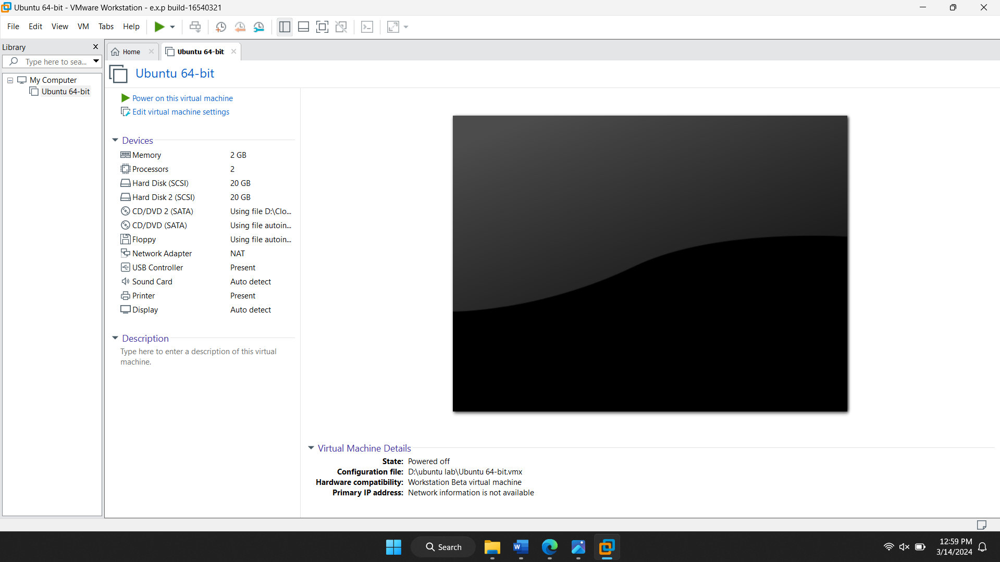 Ubuntu 64-bit - VMware Workstation - e.x.p build-16540321
File Edit View VM Tabs Help
Library
Type here to sea...
My Computer
Ubuntu 64-bit
Home
Ubuntu 64-bit
Ubuntu 64-bit
Power on this virtual machine
Edit virtual machine settings
Devices
Memory 2 GB
Processors 2
Hard Disk (SCSI) 20 GB
Hard Disk 2 (SCSI) 20 GB
CD/DVD 2 (SATA) Using file D:\Clo...
CD/DVD (SATA) Using file autoin...
Floppy Using file autoin...
Network Adapter NAT
USB Controller Present
Sound Card Auto detect
Printer Present
Display Auto detect
Description
Type here to enter a description of this virtual
machine.
Virtual Machine Details
State: Powered off
Configuration file: D:\ubuntu lab\Ubuntu 64-bit.vmx
Hardware compatibility: Workstation Beta virtual machine
Primary IP address: Network information is not available
Search
12:59 PM
3/14/2024